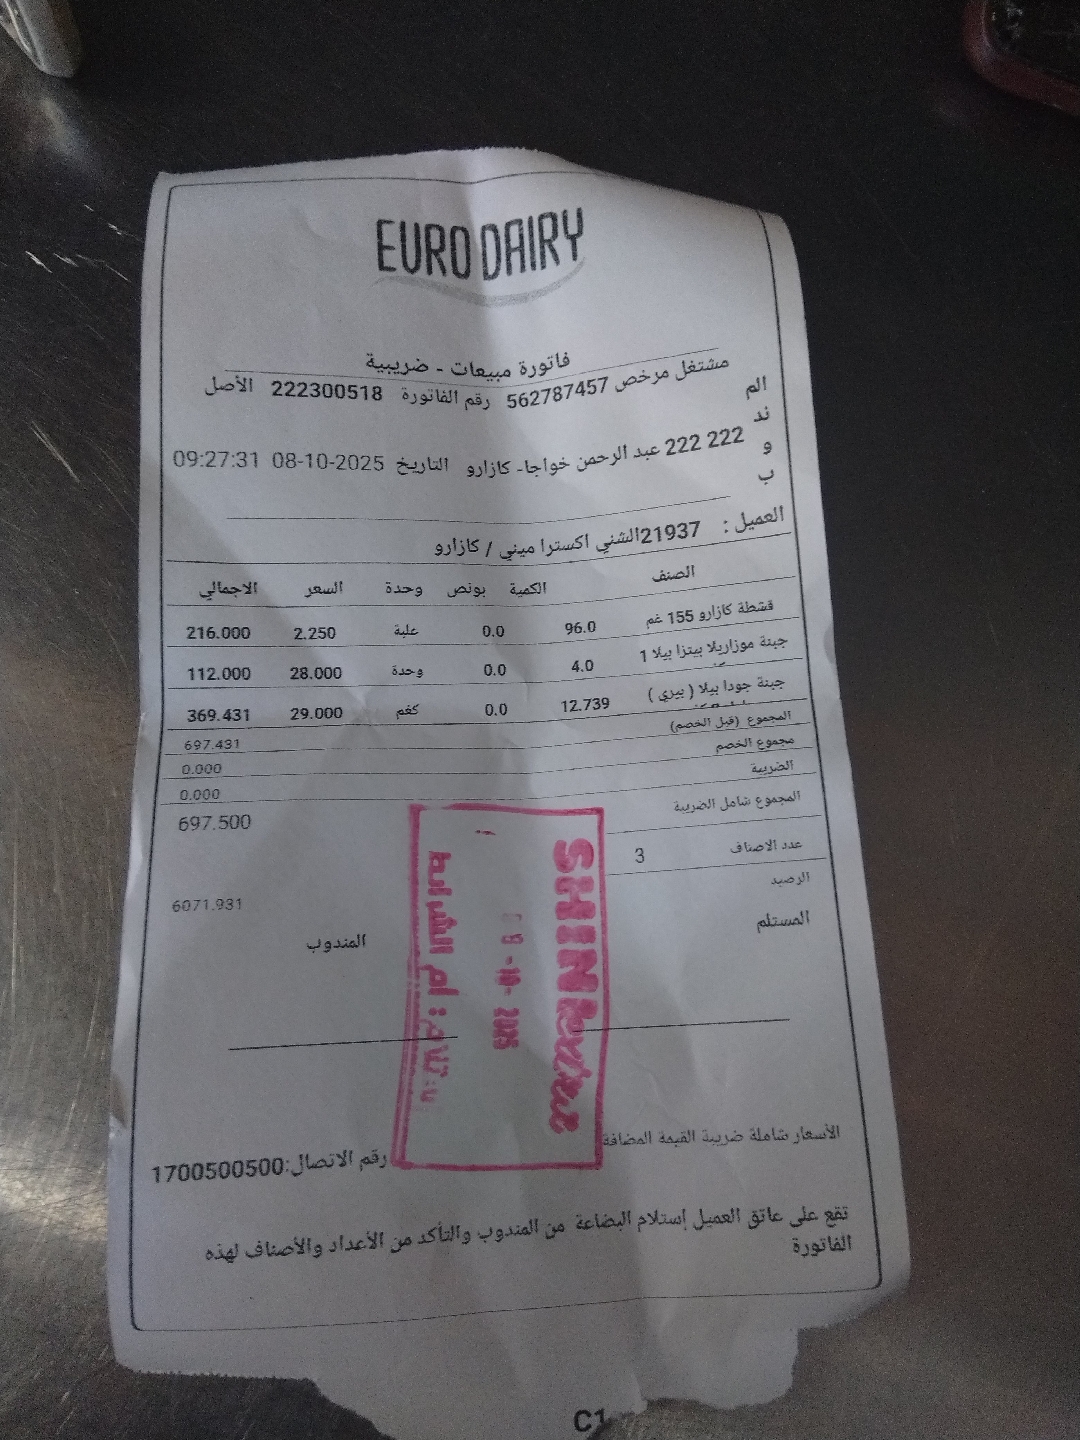 EURO DAIRY
فاتورة مبيعات - ضريبية
مشتغل مرخص 562787457 رقم الفاتورة 222300518 الأصل
المندوب 222 222 عبد الرحمن خواجا- كازارو التاريخ 08-10-2025 09:27:31
العميل : 21937الشني اكسترا ميني / كازارو
الصنف الكمية بونص وحدة السعر الاجمالي
قشطة كازارو 155 غم 96.0 0.0 علبة 2.250 216.000
جبنة موزاريلا بيتزا بيلا 1 4.0 0.0 وحدة 28.000 112.000
جبنة جودا بيلا ( بيري ) 12.739 0.0 كغم 29.000 369.431
المجموع (قبل الخصم) 697.431
مجموع الخصم 0.000
الضريبة 0.000
المجموع شامل الضريبة 697.500
عدد الاصناف 3
الرصيد 6071.931
المستلم المندوب
SHINI extra
-10- 2025
ام الشرايط
الأسعار شاملة ضريبة القيمة المضافة
رقم الاتصال:1700500500
تقع على عاتق العميل إستلام البضاعة من المندوب والتأكد من الأعداد والأصناف لهذه
الفاتورة
C1